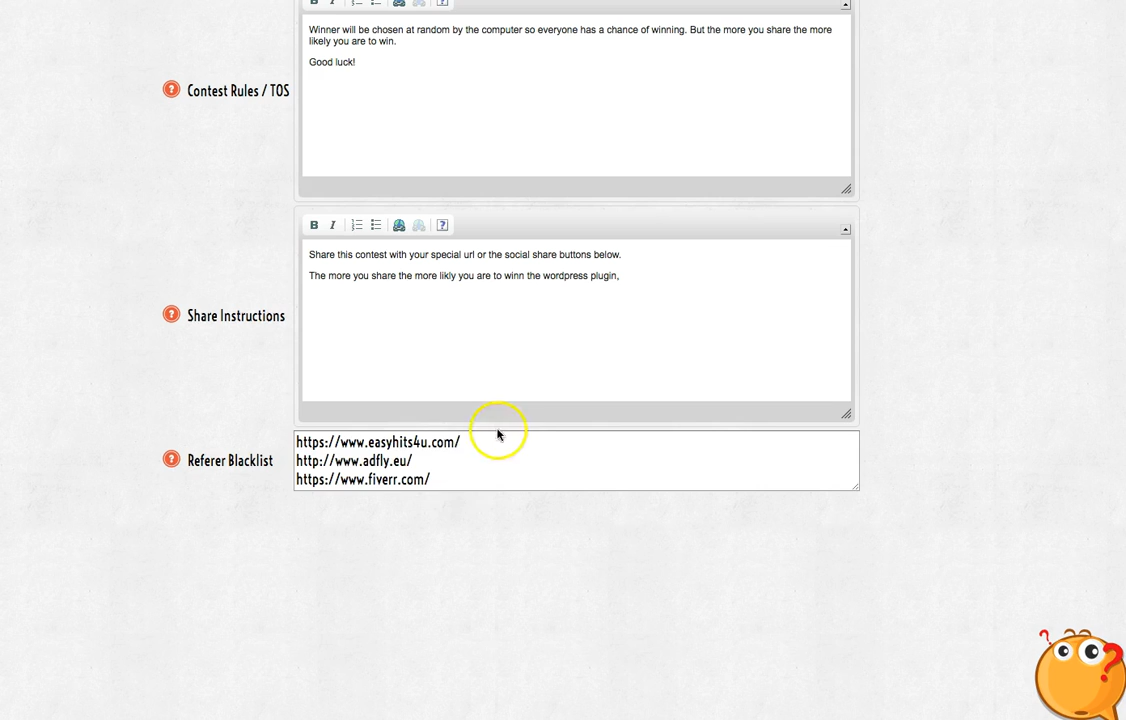 Winner will be chosen at random by the computer so everyone has a chance of winning. But the more you share the more
likely you are to win.
Good luck!
Contest Rules / TOS
B I
Share this contest with your special url or the social share buttons below.
The more you share the more likly you are to winn the wordpress plugin,
Share Instructions
https://www.easyhits4u.com/
http://www.adfly.eu/
https://www.fiverr.com/
Referer Blacklist